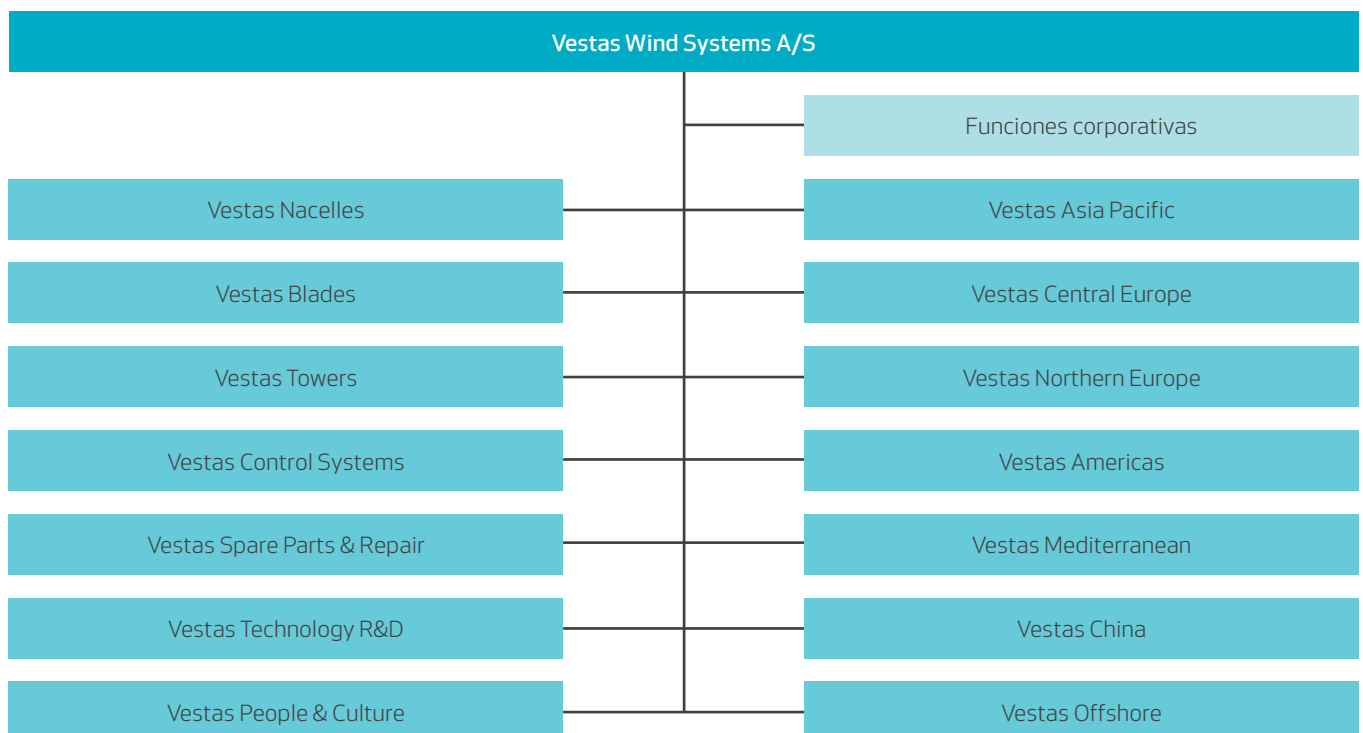 Vestas Wind Systems A/S
Funciones corporativas
Vestas Nacelles
Vestas Asia Pacific
Vestas Blades
Vestas Central Europe
Vestas Towers
Vestas Northern Europe
Vestas Control Systems
Vestas Americas
Vestas Spare Parts & Repair
Vestas Mediterranean
Vestas Technology R&D
Vestas China
Vestas People & Culture
Vestas Offshore